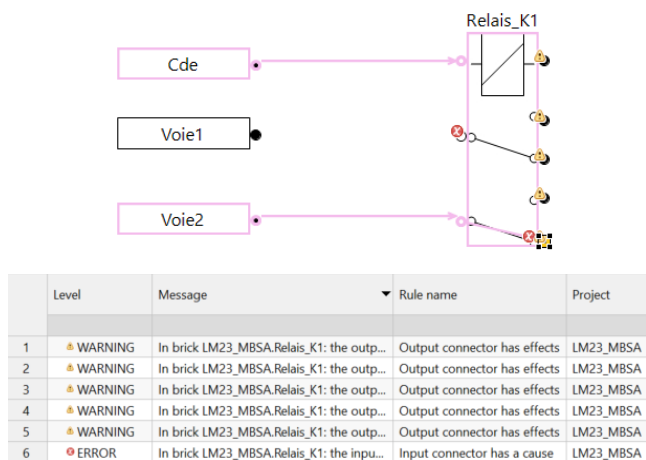 Relais_K1
Cde
Voie1
Voie2
Level Message Rule name Project
1 WARNING In brick LM23_MBSA.Relais_K1: the outp... Output connector has effects LM23_MBSA
2 WARNING In brick LM23_MBSA.Relais_K1: the outp... Output connector has effects LM23_MBSA
3 WARNING In brick LM23_MBSA.Relais_K1: the outp... Output connector has effects LM23_MBSA
4 WARNING In brick LM23_MBSA.Relais_K1: the outp... Output connector has effects LM23_MBSA
5 WARNING In brick LM23_MBSA.Relais_K1: the outp... Output connector has effects LM23_MBSA
6 ERROR In brick LM23_MBSA.Relais_K1: the inpu... Input connector has a cause LM23_MBSA